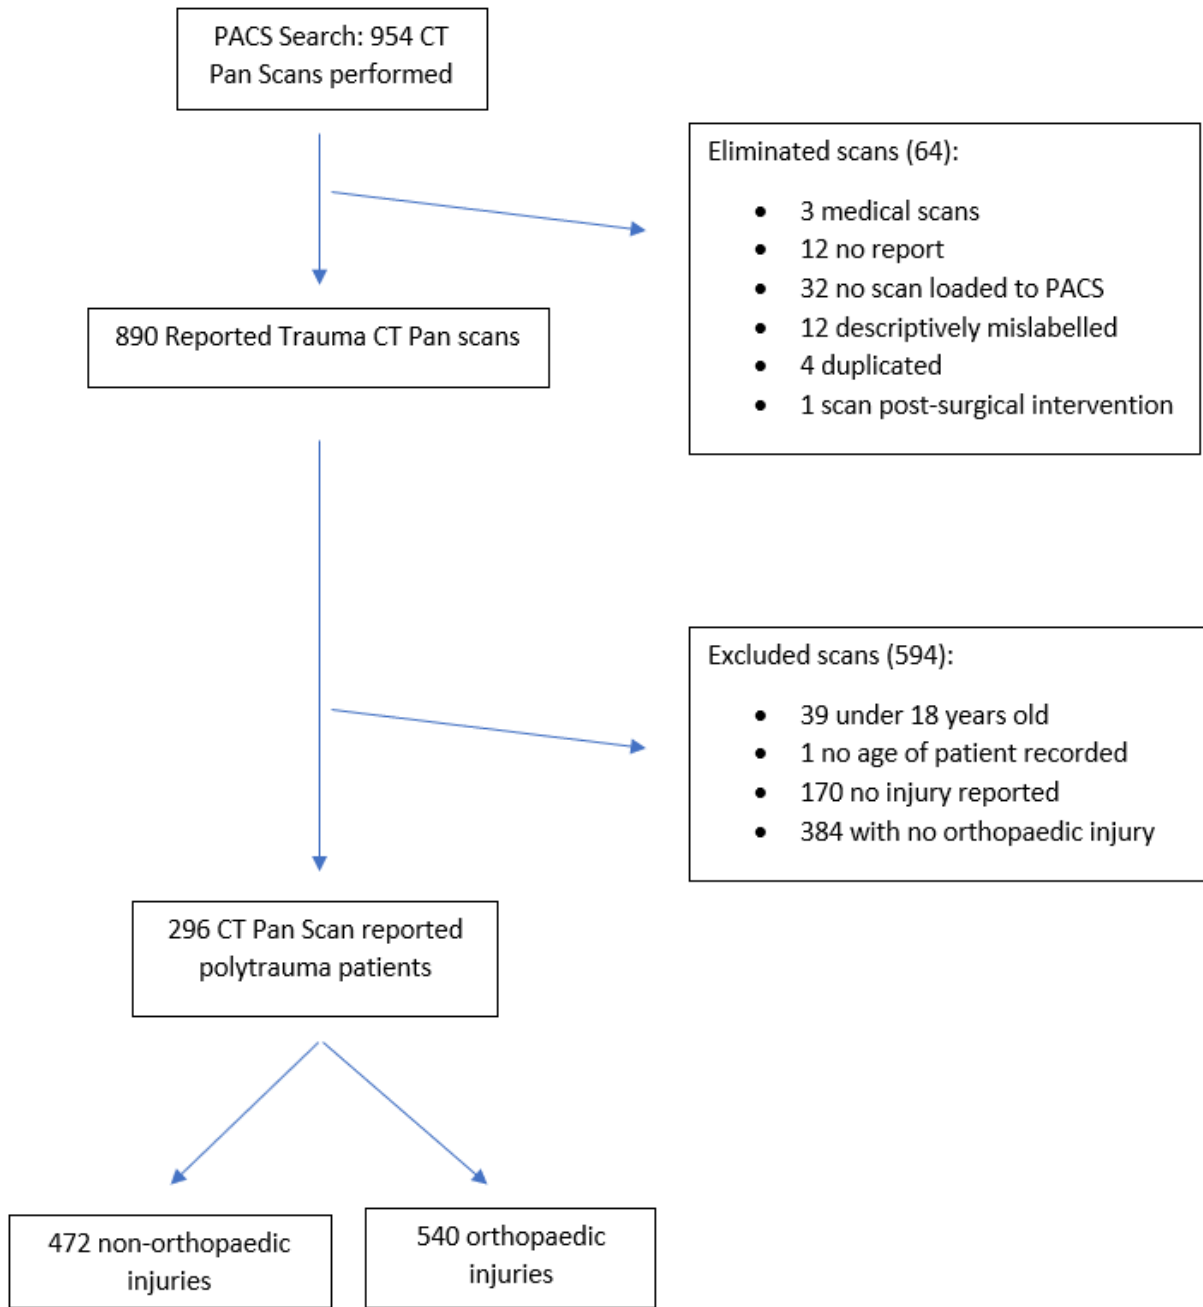 PACS Search: 954 CT
Pan Scans performed
Eliminated scans (64):
• 3 medical scans
• 12 no report
• 32 no scan loaded to PACS
• 12 descriptively mislabelled
• 4 duplicated
• 1 scan post-surgical intervention
890 Reported Trauma CT Pan scans
Excluded scans (594):
• 39 under 18 years old
• 1 no age of patient recorded
• 170 no injury reported
• 384 with no orthopaedic injury
296 CT Pan Scan reported
polytrauma patients
472 non-orthopaedic
injuries
540 orthopaedic
injuries